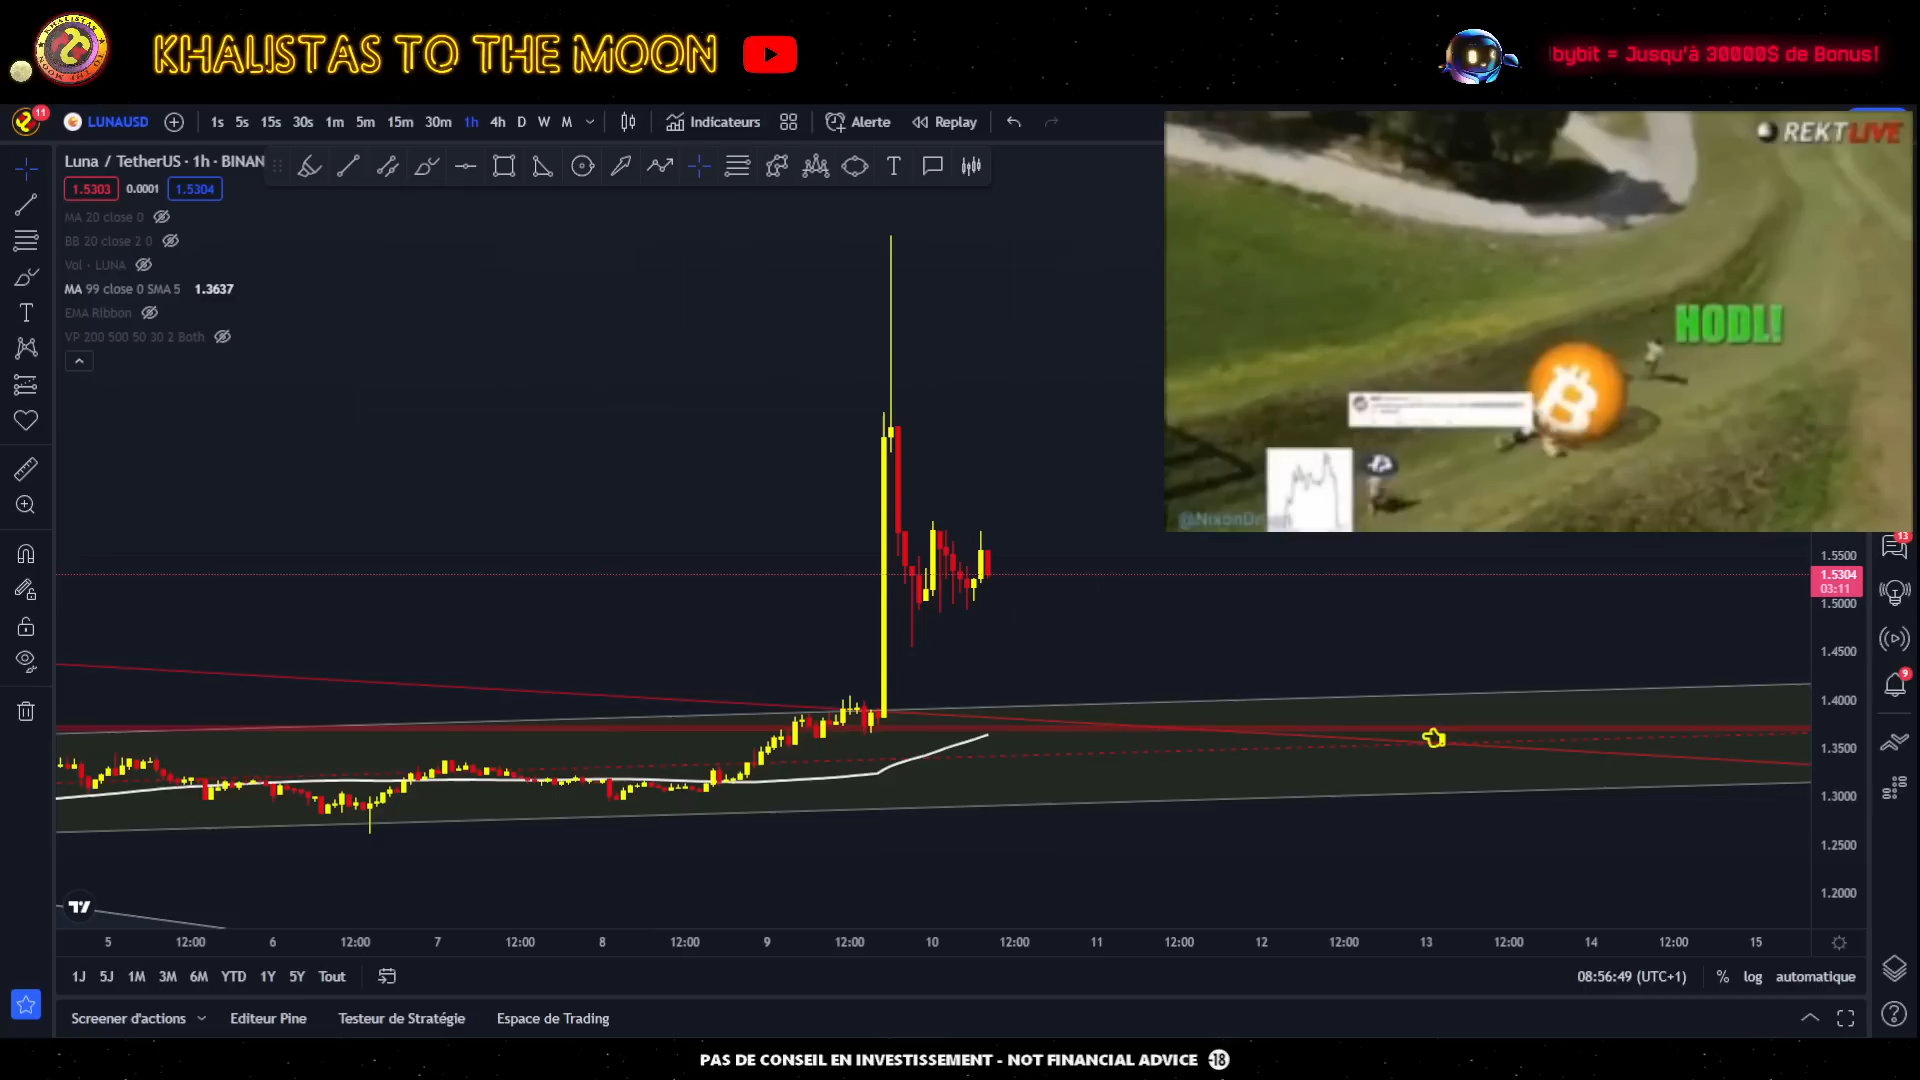 KHALISTAS TO THE MOON
bybit = Jusqu'à 30000$ de Bonus!
11
LUNAUSD
1s 5s 15s 30s 1m 5m 15m 30m 1h 4h D W M
Indicateurs
Alerte
Replay
REKT LIVE
Luna / TetherUS · 1h · BINAN
1.5303 0.0001 1.5304
MA 20 close 0
BB 20 close 2 0
Vol · LUNA
MA 99 close 0 SMA 5 1.3637
EMA Ribbon
VP 200 500 50 30 2 Both
HODL!
13
1.5500
1.5304
03:11
1.5000
1.4500
9
1.4000
1.3500
1.3000
1.2500
1.2000
5 12:00 6 12:00 7 12:00 8 12:00 9 12:00 10 12:00 11 12:00 12 12:00 13 12:00 14 12:00 15
1J 5J 1M 3M 6M YTD 1Y 5Y Tout
08:56:49 (UTC+1) % log automatique
Screener d'actions Editeur Pine Testeur de Stratégie Espace de Trading
PAS DE CONSEIL EN INVESTISSEMENT - NOT FINANCIAL ADVICE -18